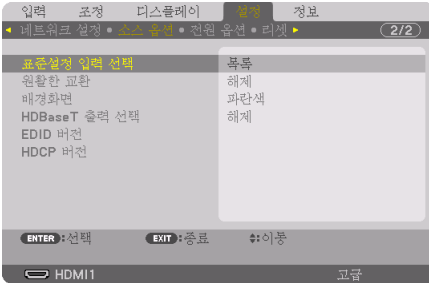 입력 조정 디스플레이 설정 정보
네트워크 설정 • 소스 옵션 • 전원 옵션 • 리셋 2/2
표준설정 입력 선택 목록
원활한 교환 해제
배경화면 파란색
HDBaseT 출력 선택 해제
EDID 버전
HDCP 버전
ENTER :선택 EXIT :종료 :이동
HDMI1 고급